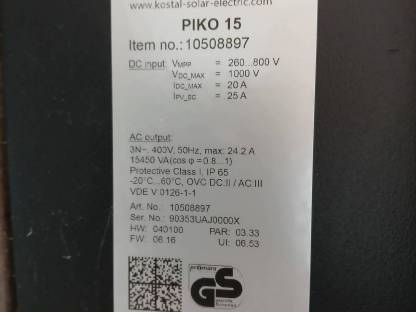 www.kostal-solar-electric.com
PIKO 15
Item no.: 10508897
DC input: VMPP = 260...800 V
VDC_MAX = 1000 V
IDC_MAX = 20 A
IPV_SC = 25 A
AC output:
3N~, 403V, 50Hz, max: 24.2 A
15450 VA(cos φ =0.8...1)
Protective Class I, IP 65
-20°C...60°C, OVC DC:II / AC:III
VDE V 0126-1-1
Art. No.: 10508897
Ser. No.: 90353UAJ0000X
HW: 040100 PAR: 03.33
FW: 06.16 UI: 06.53
GS
geprüfte
Sicherheit